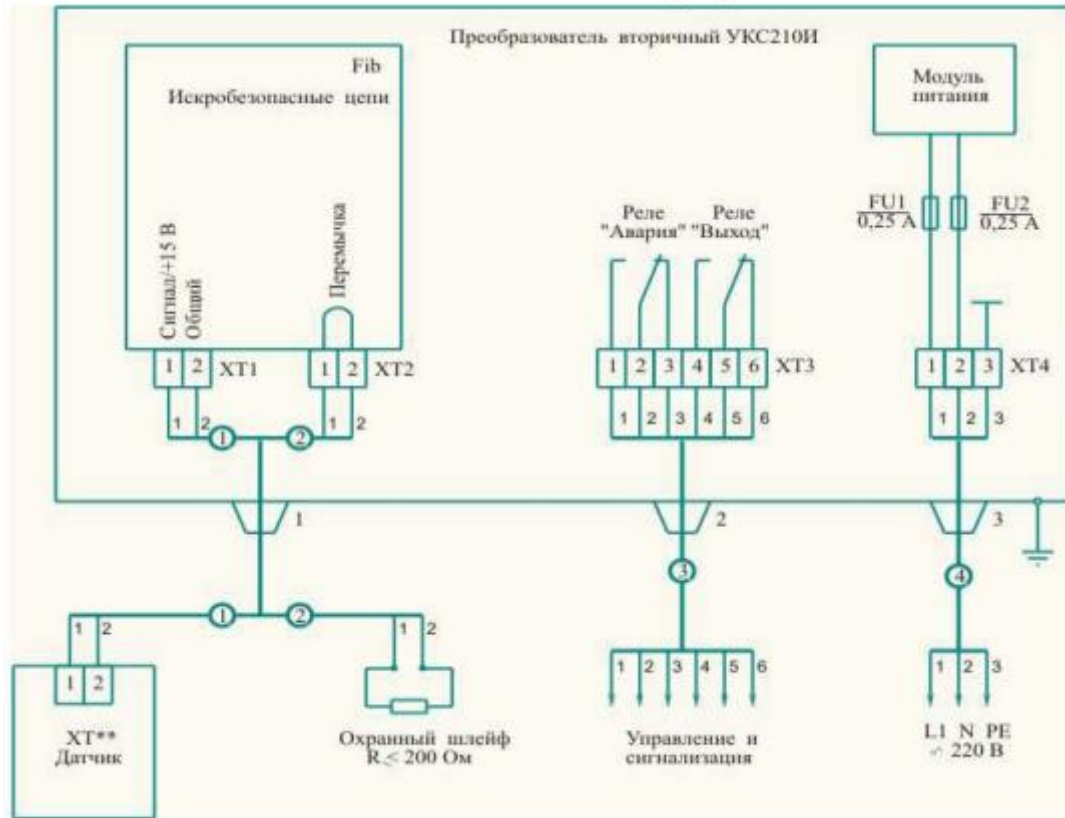 Преобразователь вторичный УКС210И
Fib
Искробезопасные цепи
Модуль
питания
FU1
0,25 А
FU2
0,25 А
Реле
"Авария"
Реле
"Выход"
Сигнал/+15 В
Общий
Перемычка
1 2 XT1
1 2 XT2
1 2 3 4 5 6 XT3
1 2 3 XT4
1 2 1 2
1 2 3 4 5 6
1 2 3
1 2
1
2
3
1 2
3
4
1 2
1 2
1 2 3 4 5 6
1 2 3
1 2
XT**
Датчик
Охранный шлейф
R ≤ 200 Ом
Управление и
сигнализация
L1 N PE
~ 220 В